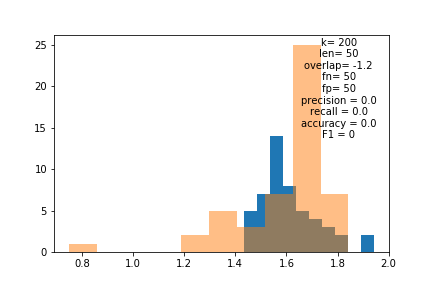 k= 200
len= 50
overlap= -1.2
fn= 50
fp= 50
precision = 0.0
recall = 0.0
accuracy = 0.0
F1 = 0
25
20
15
10
5
0
0.8 1.0 1.2 1.4 1.6 1.8 2.0